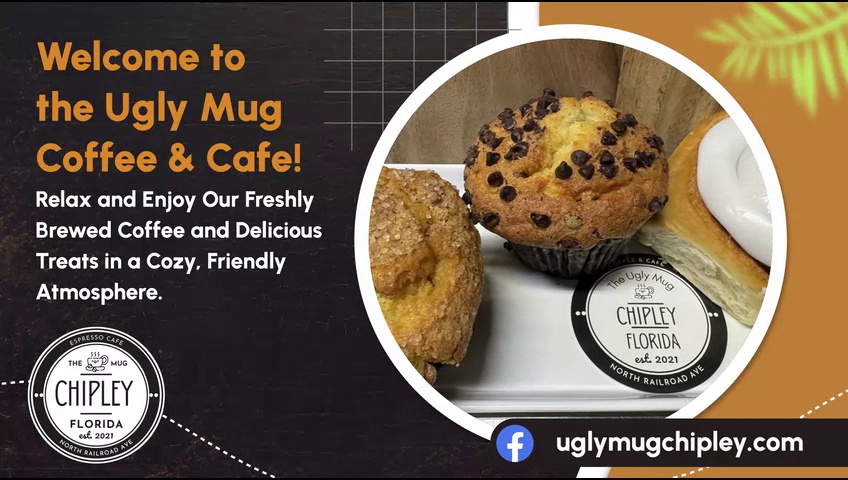 Welcome to
the Ugly Mug
Coffee & Cafe!
Relax and Enjoy Our Freshly
Brewed Coffee and Delicious
Treats in a Cozy, Friendly
Atmosphere.
ESPRESSO CAFE
THE MUG
CHIPLEY
FLORIDA
est. 2021
NORTH RAILROAD AVE
& CAFE
The Ugly Mug
CHIPLEY
FLORIDA
est. 2021
NORTH RAILROAD AVE
uglymugchipley.com